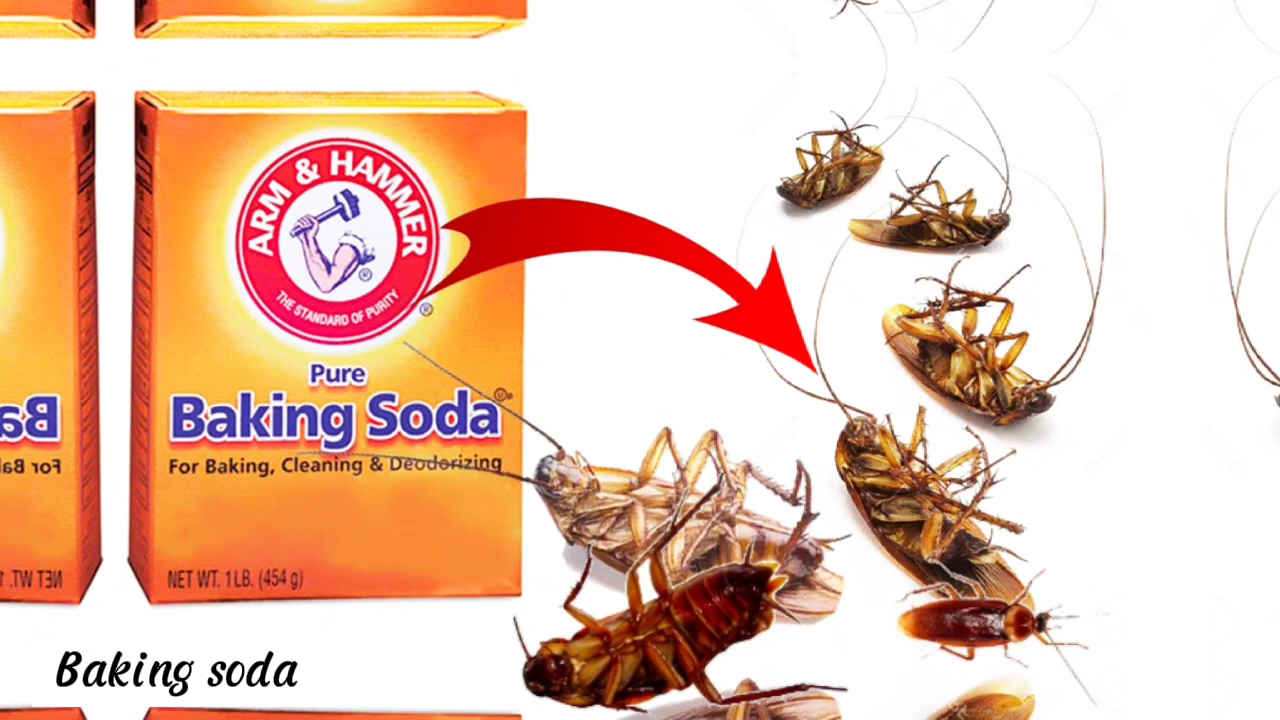 ARM & HAMMER
THE STANDARD OF PURITY
®
®
Pure
Baking Soda
For Baking, Cleaning & Deodorizing
NET WT. 1 LB. (454 g)
Baking soda